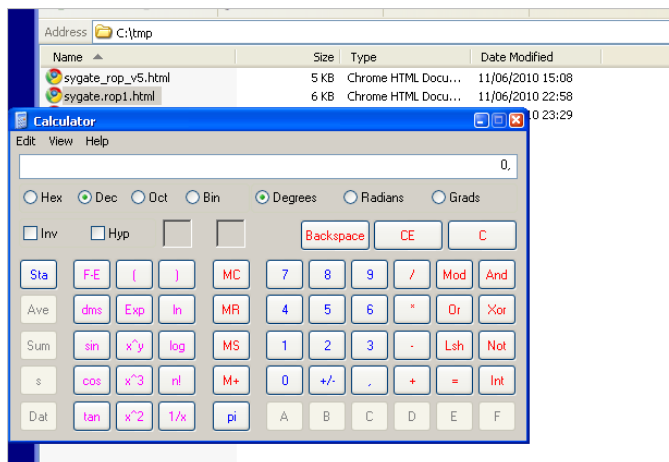 Address C:\tmp
Name Size Type Date Modified
sygate_rop_v5.html 5 KB Chrome HTML Docu... 11/06/2010 15:08
sygate.rop1.html 6 KB Chrome HTML Docu... 11/06/2010 22:58
0 23:29
Calculator
Edit View Help
0,
Hex Dec Oct Bin Degrees Radians Grads
Inv Hyp Backspace CE C
Sta F-E ( ) MC 7 8 9 / Mod And
Ave dms Exp ln MR 4 5 6 * Or Xor
Sum sin x^y log MS 1 2 3 - Lsh Not
s cos x^3 n! M+ 0 +/- , + = Int
Dat tan x^2 1/x pi A B C D E F